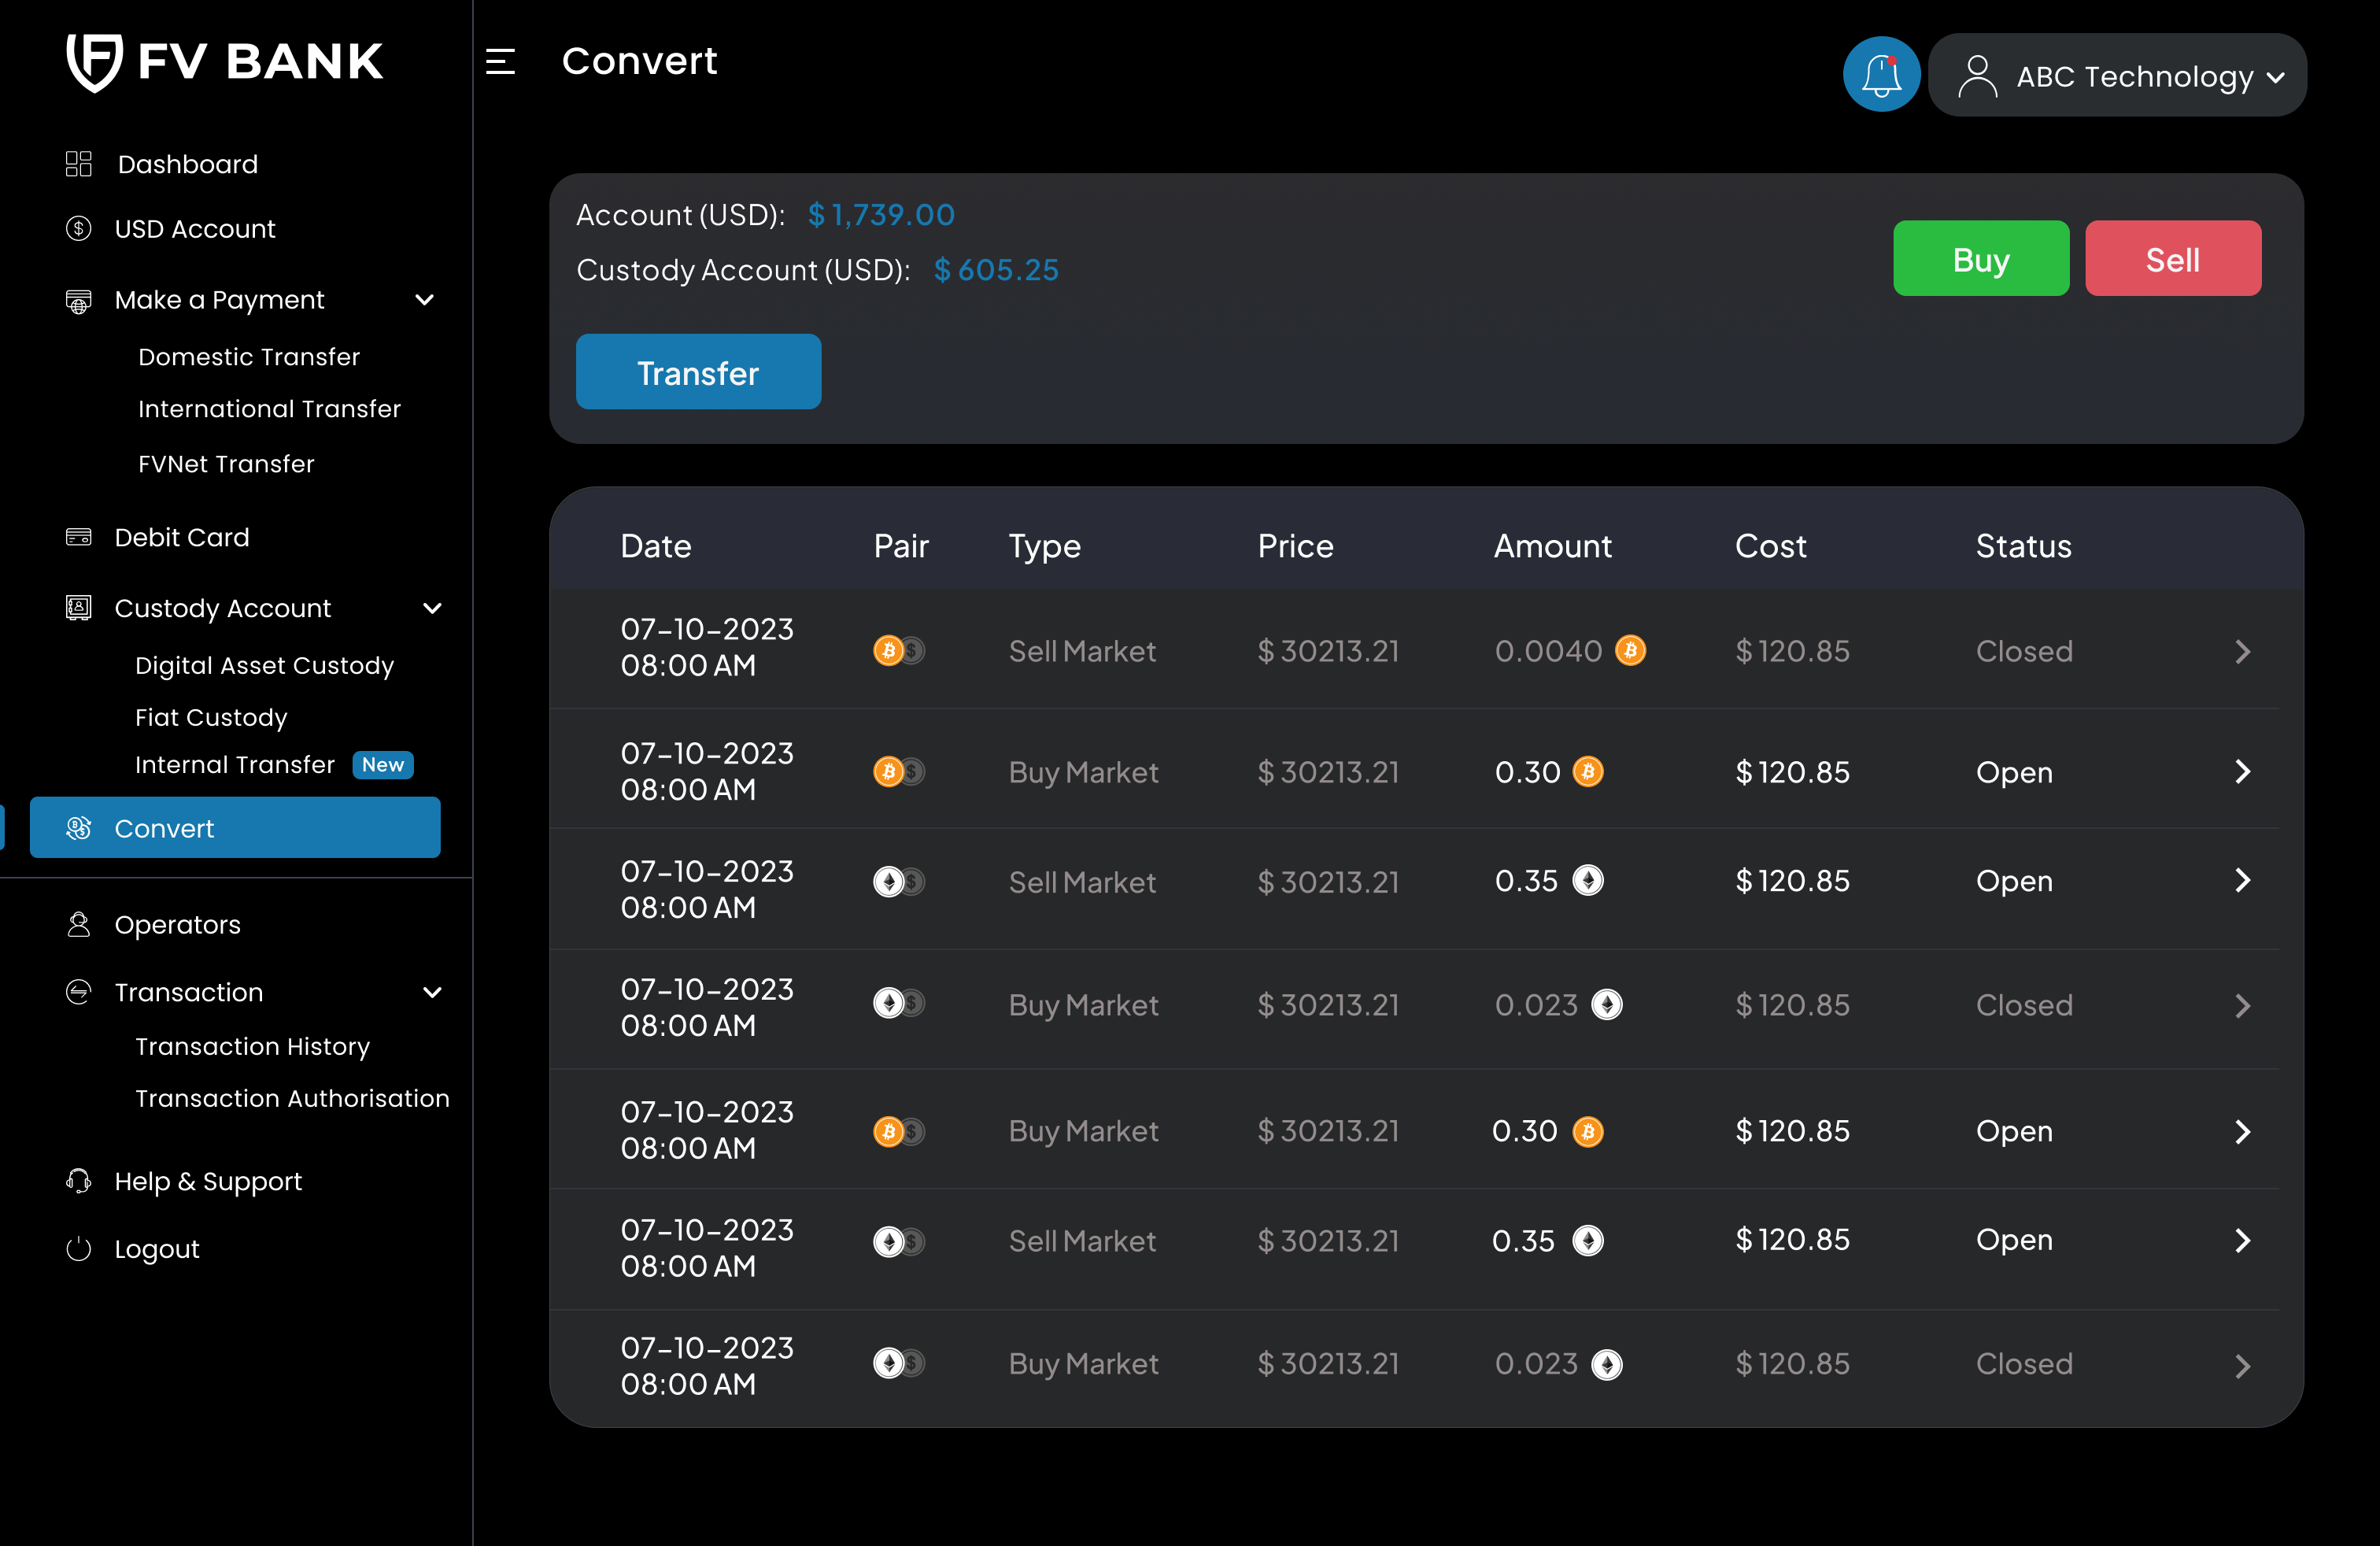 FV BANK
Convert
ABC Technology
Dashboard
USD Account
Make a Payment
Domestic Transfer
International Transfer
FVNet Transfer
Debit Card
Custody Account
Digital Asset Custody
Fiat Custody
Internal Transfer New
Convert
Operators
Transaction
Transaction History
Transaction Authorisation
Help & Support
Logout
Account (USD): $ 1,739.00
Custody Account (USD): $ 605.25
Buy Sell
Transfer
Date Pair Type Price Amount Cost Status
07-10-2023
08:00 AM
Sell Market $ 30213.21 0.0040 $ 120.85 Closed
07-10-2023
08:00 AM
Buy Market $ 30213.21 0.30 $ 120.85 Open
07-10-2023
08:00 AM
Sell Market $ 30213.21 0.35 $ 120.85 Open
07-10-2023
08:00 AM
Buy Market $ 30213.21 0.023 $ 120.85 Closed
07-10-2023
08:00 AM
Buy Market $ 30213.21 0.30 $ 120.85 Open
07-10-2023
08:00 AM
Sell Market $ 30213.21 0.35 $ 120.85 Open
07-10-2023
08:00 AM
Buy Market $ 30213.21 0.023 $ 120.85 Closed